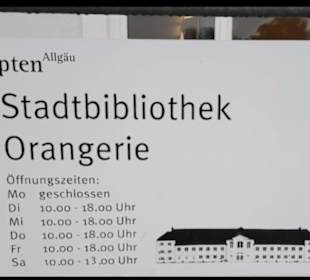 pten Allgäu
Stadtbibliothek
Orangerie
Öffnungszeiten:
Mo geschlossen
Di 10.00 - 18.00 Uhr
Mi 10.00 - 18.00 Uhr
Do 10.00 - 18.00 Uhr
Fr 10.00 - 18.00 Uhr
Sa 10.00 - 13.00 Uhr